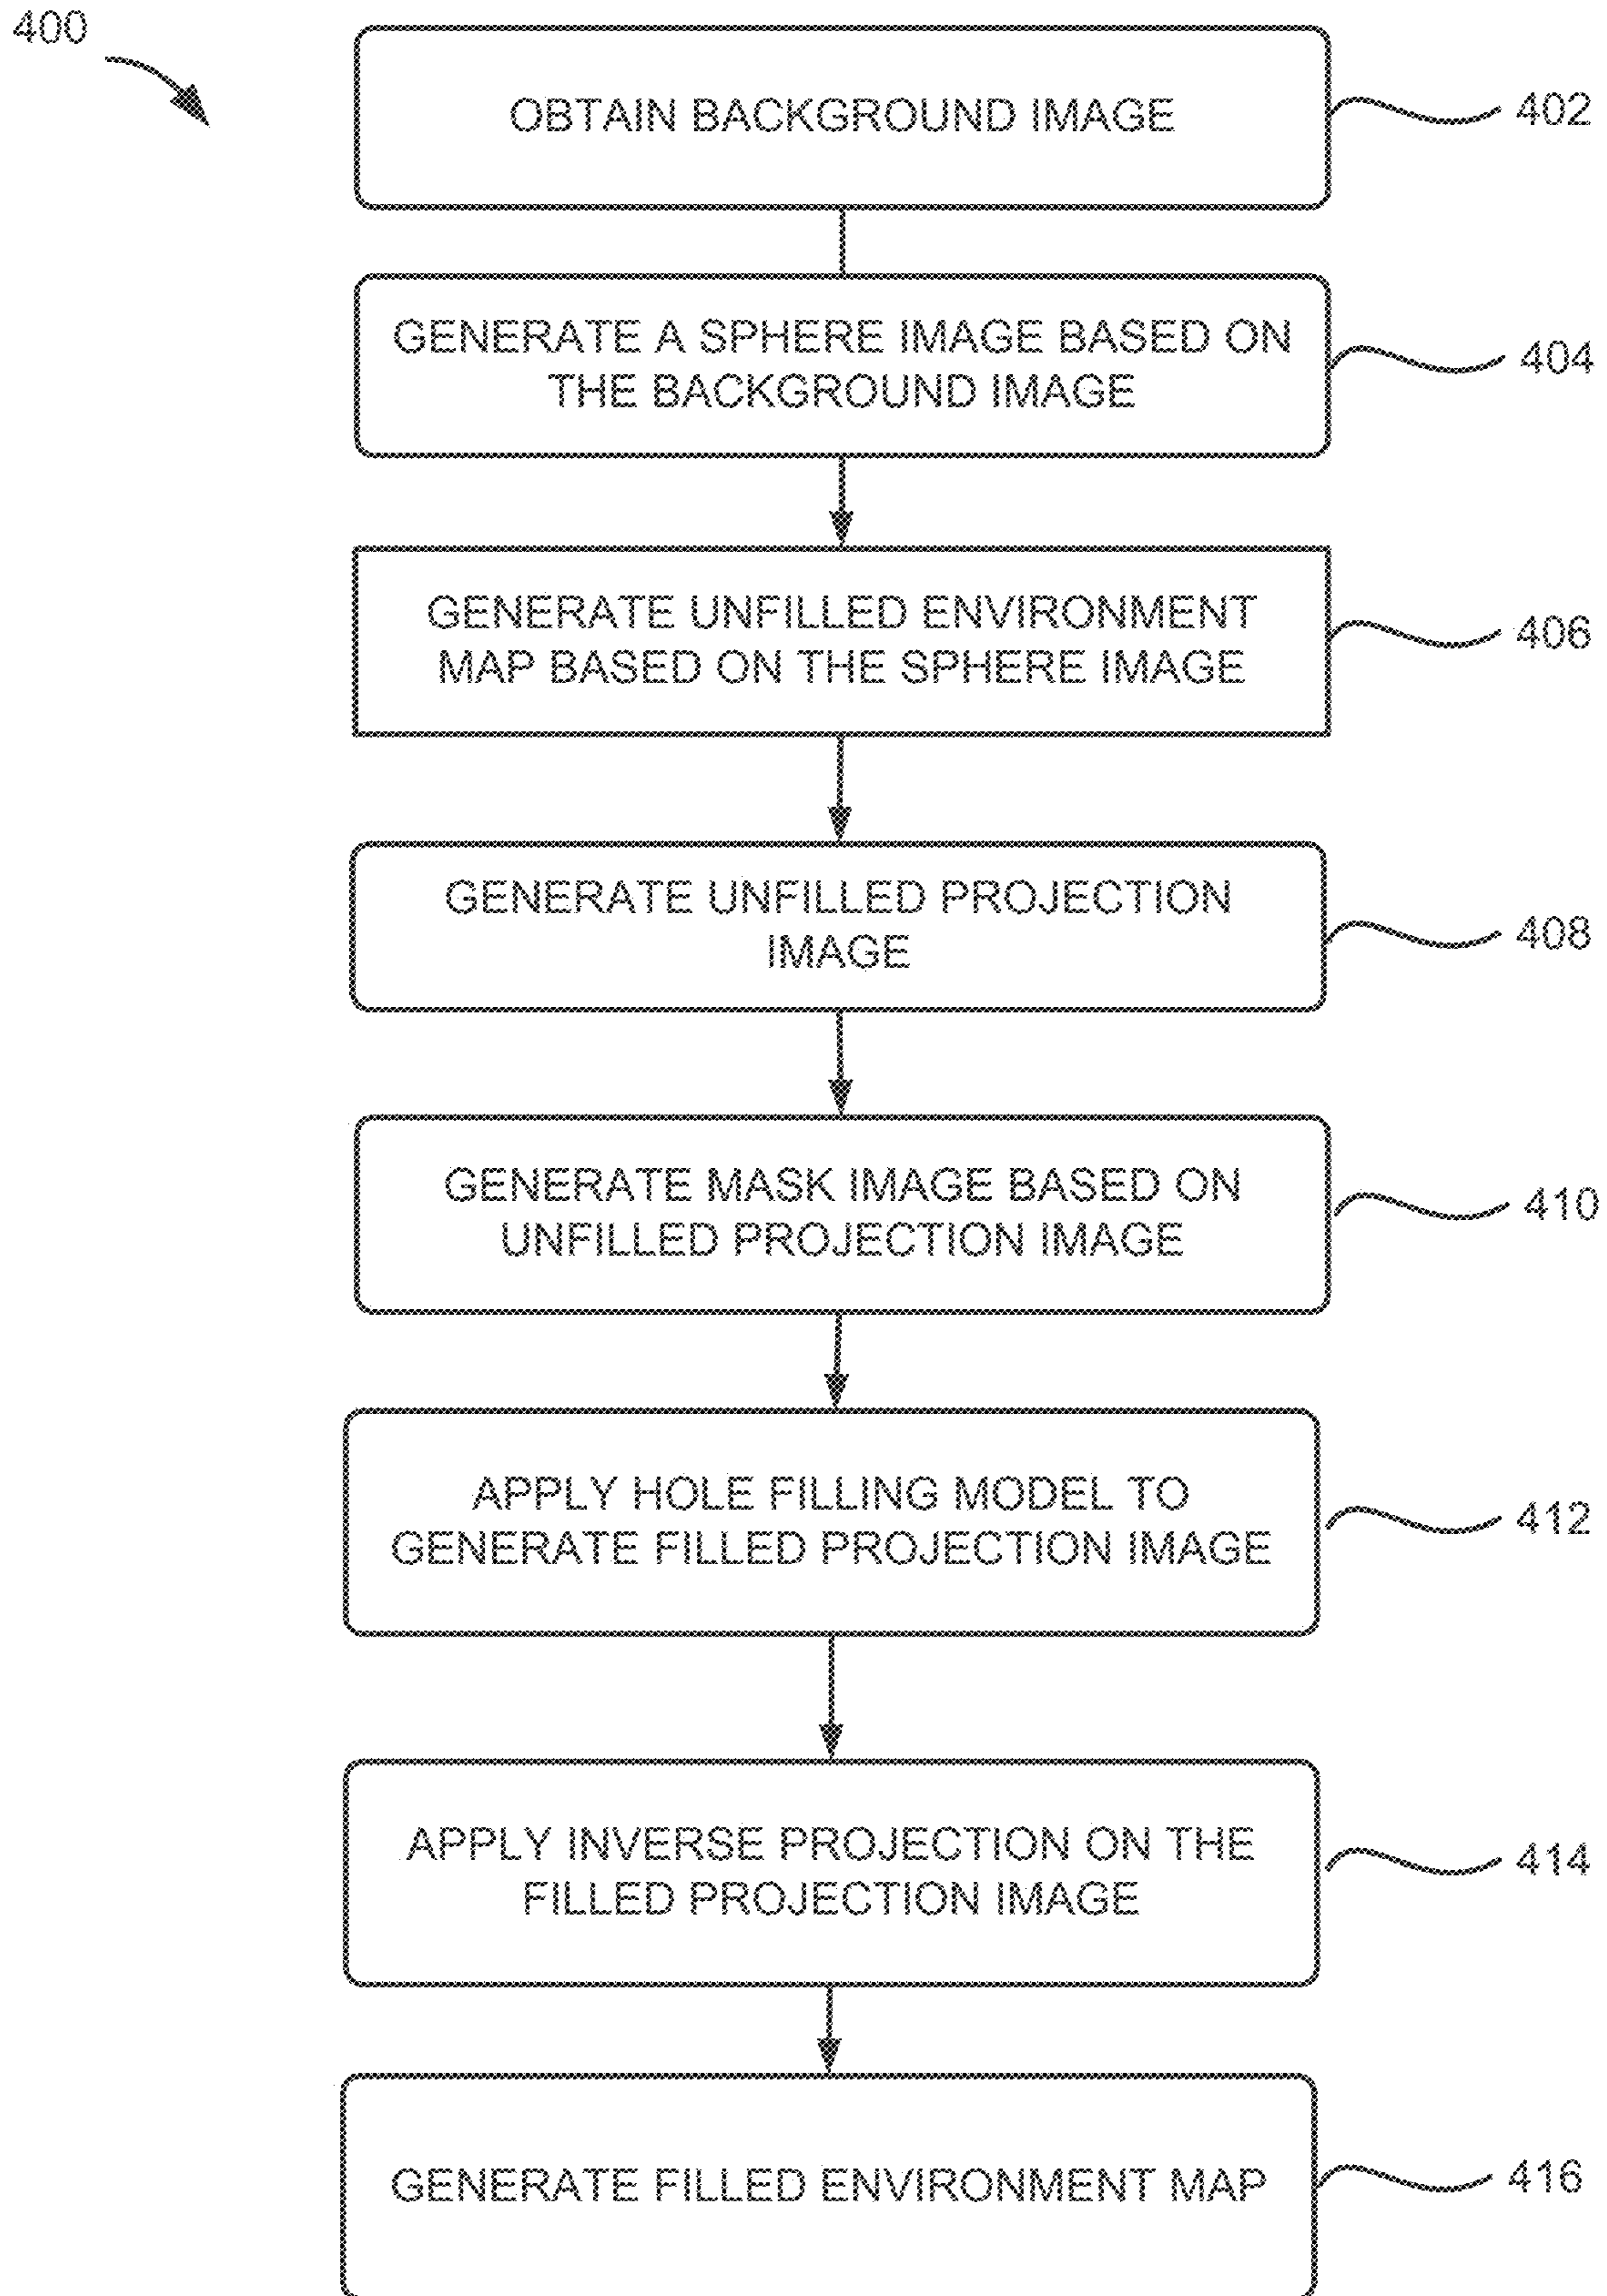 400
OBTAIN BACKGROUND IMAGE
402
GENERATE A SPHERE IMAGE BASED ON
THE BACKGROUND IMAGE
404
GENERATE UNFILLED ENVIRONMENT
MAP BASED ON THE SPHERE IMAGE
406
GENERATE UNFILLED PROJECTION
IMAGE
408
GENERATE MASK IMAGE BASED ON
UNFILLED PROJECTION IMAGE
410
APPLY HOLE FILLING MODEL TO
GENERATE FILLED PROJECTION IMAGE
412
APPLY INVERSE PROJECTION ON THE
FILLED PROJECTION IMAGE
414
GENERATE FILLED ENVIRONMENT MAP
416